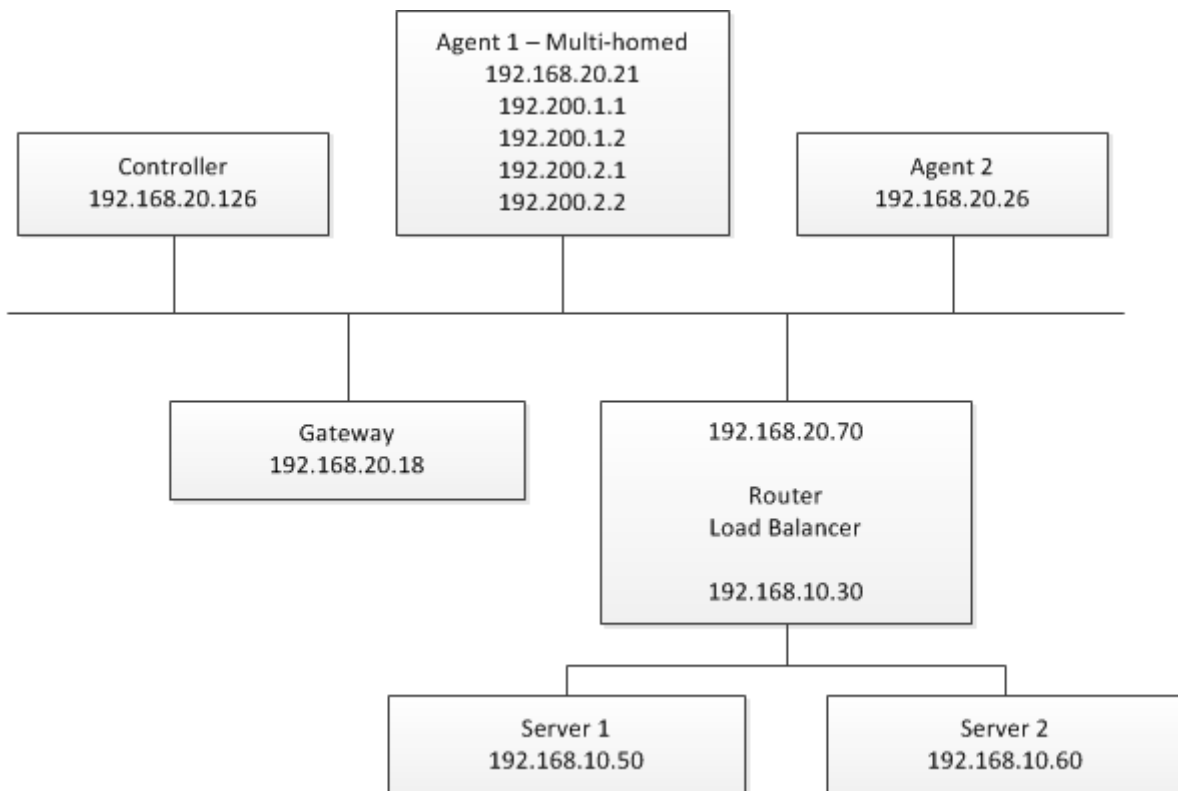 Agent 1 – Multi-homed
192.168.20.21
192.200.1.1
192.200.1.2
192.200.2.1
192.200.2.2
Controller
192.168.20.126
Agent 2
192.168.20.26
Gateway
192.168.20.18
192.168.20.70
Router
Load Balancer
192.168.10.30
Server 1
192.168.10.50
Server 2
192.168.10.60